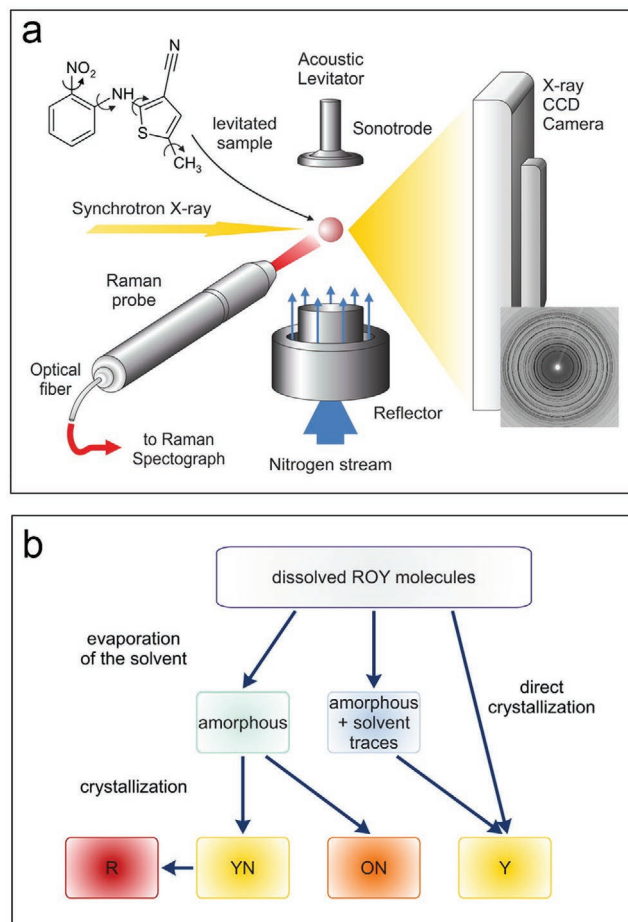 a
NO₂
NH
N
S
CH₃
levitated
sample
Acoustic
Levitator
Sonotrode
X-ray
CCD
Camera
Synchrotron X-ray
Raman
probe
Optical
fiber
to Raman
Spectrograph
Reflector
Nitrogen stream
b
dissolved ROY molecules
evaporation
of the solvent
direct
crystallization
amorphous
amorphous
+ solvent
traces
crystallization
R
YN
ON
Y